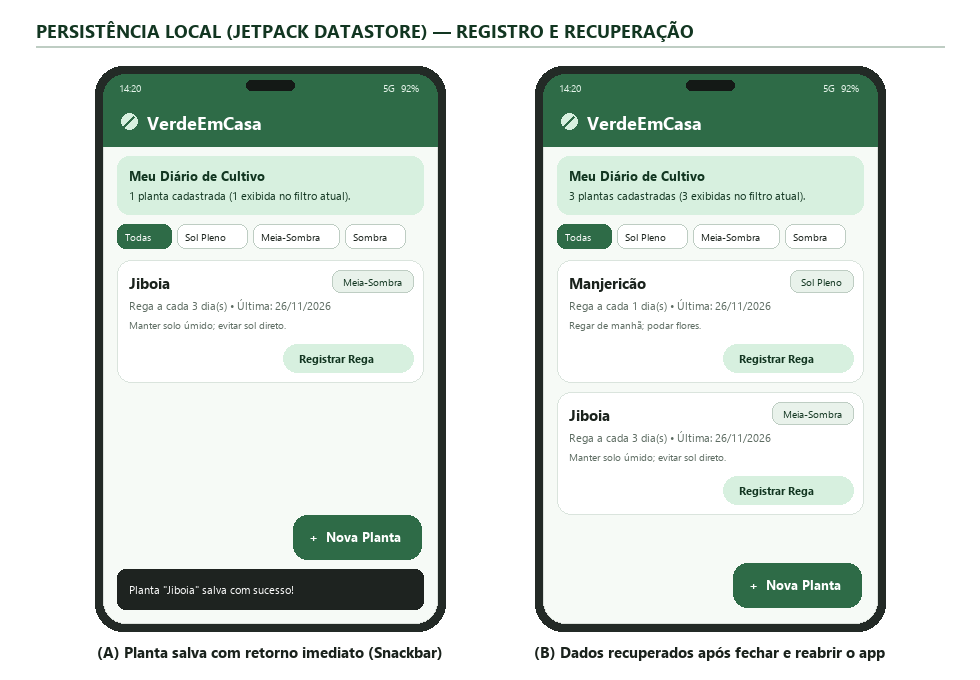 PERSISTÊNCIA LOCAL (JETPACK DATASTORE) — REGISTRO E RECUPERAÇÃO
14:20
5G 92%
VerdeEmCasa
Meu Diário de Cultivo
1 planta cadastrada (1 exibida no filtro atual).
Todas
Sol Pleno
Meia-Sombra
Sombra
Jiboia
Meia-Sombra
Rega a cada 3 dia(s) • Última: 26/11/2026
Manter solo úmido; evitar sol direto.
Registrar Rega
+ Nova Planta
Planta "Jiboia" salva com sucesso!
(A) Planta salva com retorno imediato (Snackbar)
14:20
5G 92%
VerdeEmCasa
Meu Diário de Cultivo
3 plantas cadastradas (3 exibidas no filtro atual).
Todas
Sol Pleno
Meia-Sombra
Sombra
Manjericão
Sol Pleno
Rega a cada 1 dia(s) • Última: 26/11/2026
Regar de manhã; podar flores.
Registrar Rega
Jiboia
Meia-Sombra
Rega a cada 3 dia(s) • Última: 26/11/2026
Manter solo úmido; evitar sol direto.
Registrar Rega
+ Nova Planta
(B) Dados recuperados após fechar e reabrir o app